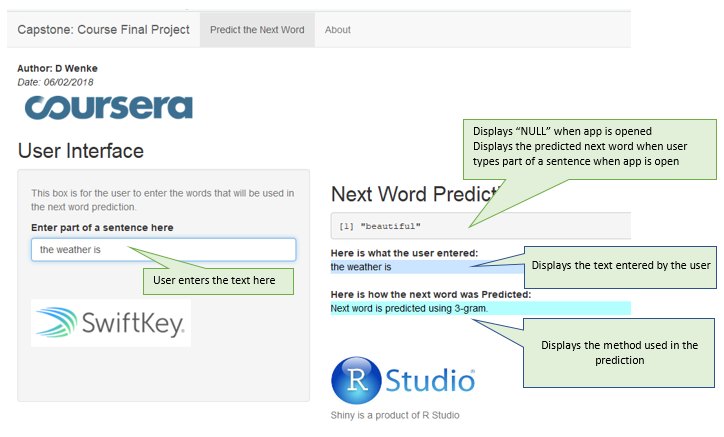 Capstone: Course Final Project
Predict the Next Word
About
Author: D Wenke
Date: 06/02/2018
coursera
User Interface
This box is for the user to enter the words that will be used in
the next word prediction.
Enter part of a sentence here
the weather is
User enters the text here
SwiftKey
Displays “NULL” when app is opened
Displays the predicted next word when user
types part of a sentence when app is open
Next Word Predicti
[1] "beautiful"
Here is what the user entered:
the weather is
Displays the text entered by the user
Here is how the next word was Predicted:
Next word is predicted using 3-gram.
Displays the method used in the
prediction
R Studio®
Shiny is a product of R Studio